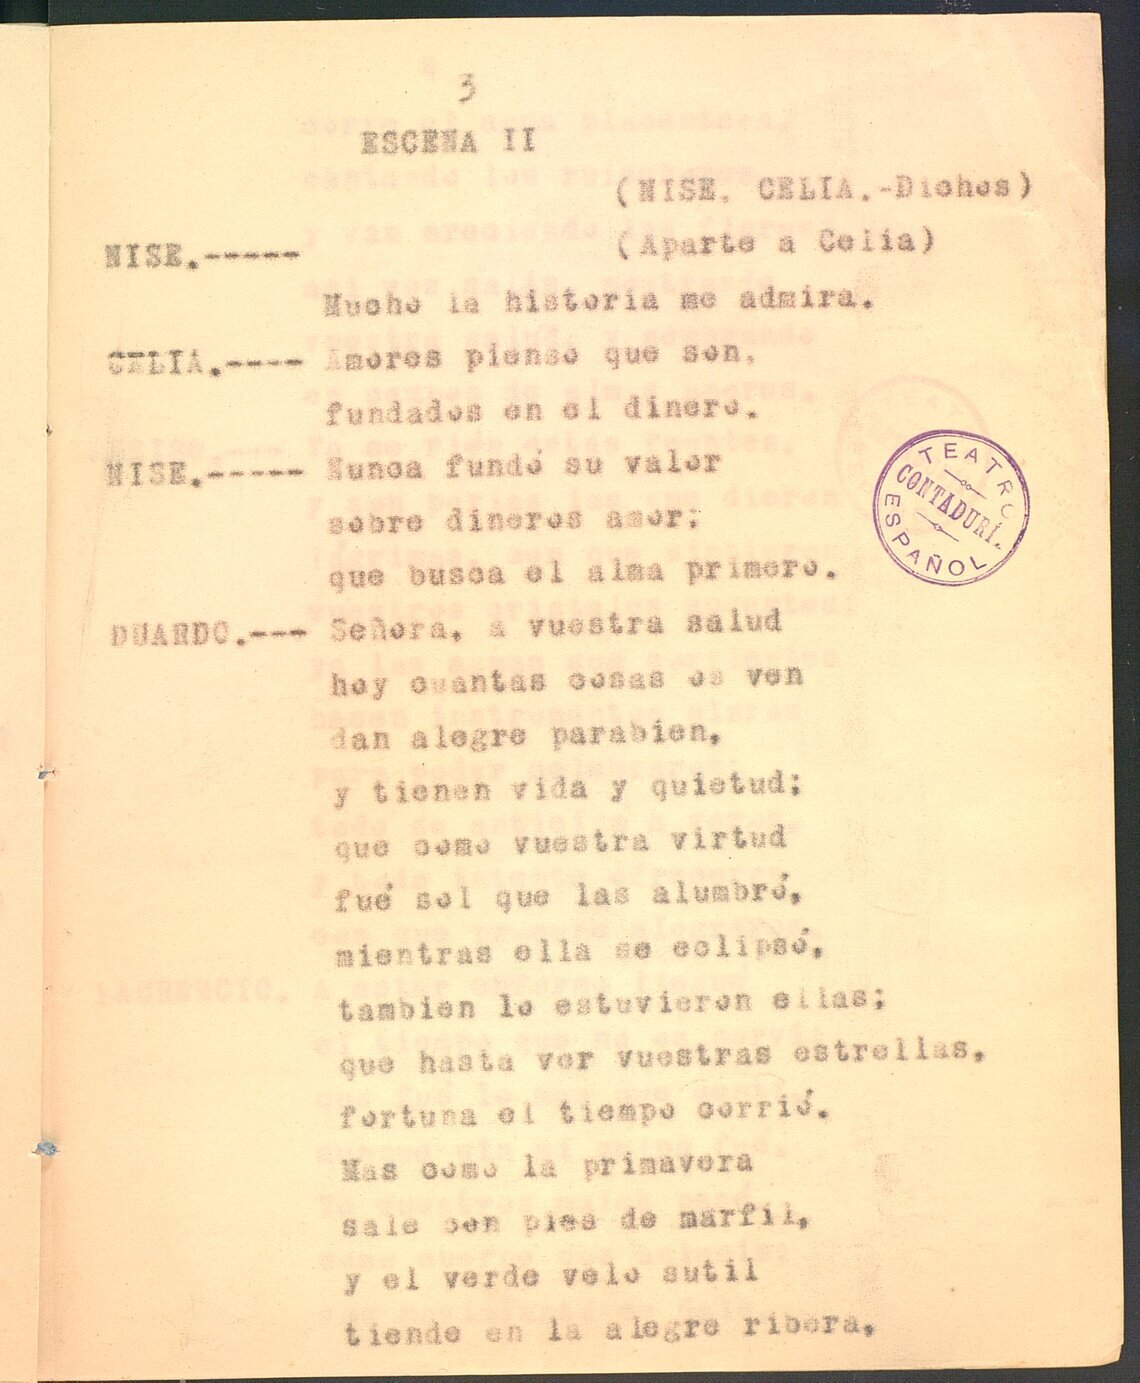 3
ESCENA II
(NISE, CELIA.-Dichos)
NISE.----- (Aparte a Celia)
Mucho la historia me admira.
CELIA.---- Amores pienso que son,
fundados en el dinero.
NISE.----- Nunca fundó su valor
sobre dineros amor;
que busca el alma primero.
DUARDO.--- Señora, a vuestra salud
hoy cuantas cosas os ven
dan alegre parabien,
y tienen vida y quietud;
que como vuestra virtud
fué sol que las alumbró,
mientras ella se eclipsó,
tambien lo estuvieron ellas;
que hasta ver vuestras estrellas,
fortuna el tiempo corrió.
Mas como la primavera
sale con pies de marfil,
y el verde velo sutil
tiende en la alegre ribera,
TEATRO
CONTADURÍ.
ESPAÑOL